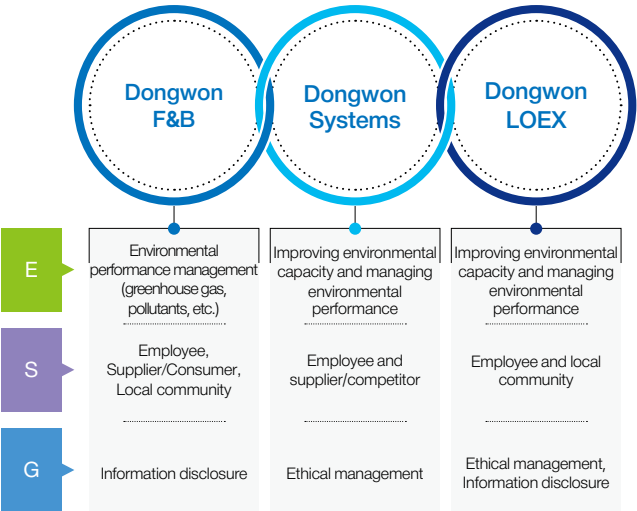 Dongwon
F&B
Dongwon
Systems
Dongwon
LOEX
E
Environmental
performance management
(greenhouse gas,
pollutants, etc.)
Improving environmental
capacity and managing
environmental
performance
Improving environmental
capacity and managing
environmental
performance
S
Employee,
Supplier/Consumer,
Local community
Employee and
supplier/competitor
Employee and local
community
G
Information disclosure
Ethical management
Ethical management,
Information disclosure